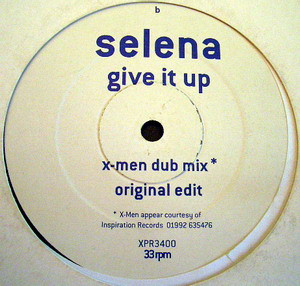 b
selena
give it up
x-men dub mix*
original edit
* X-Men appear courtesy of
Inspiration Records 01992 635476
XPR3400
33rpm